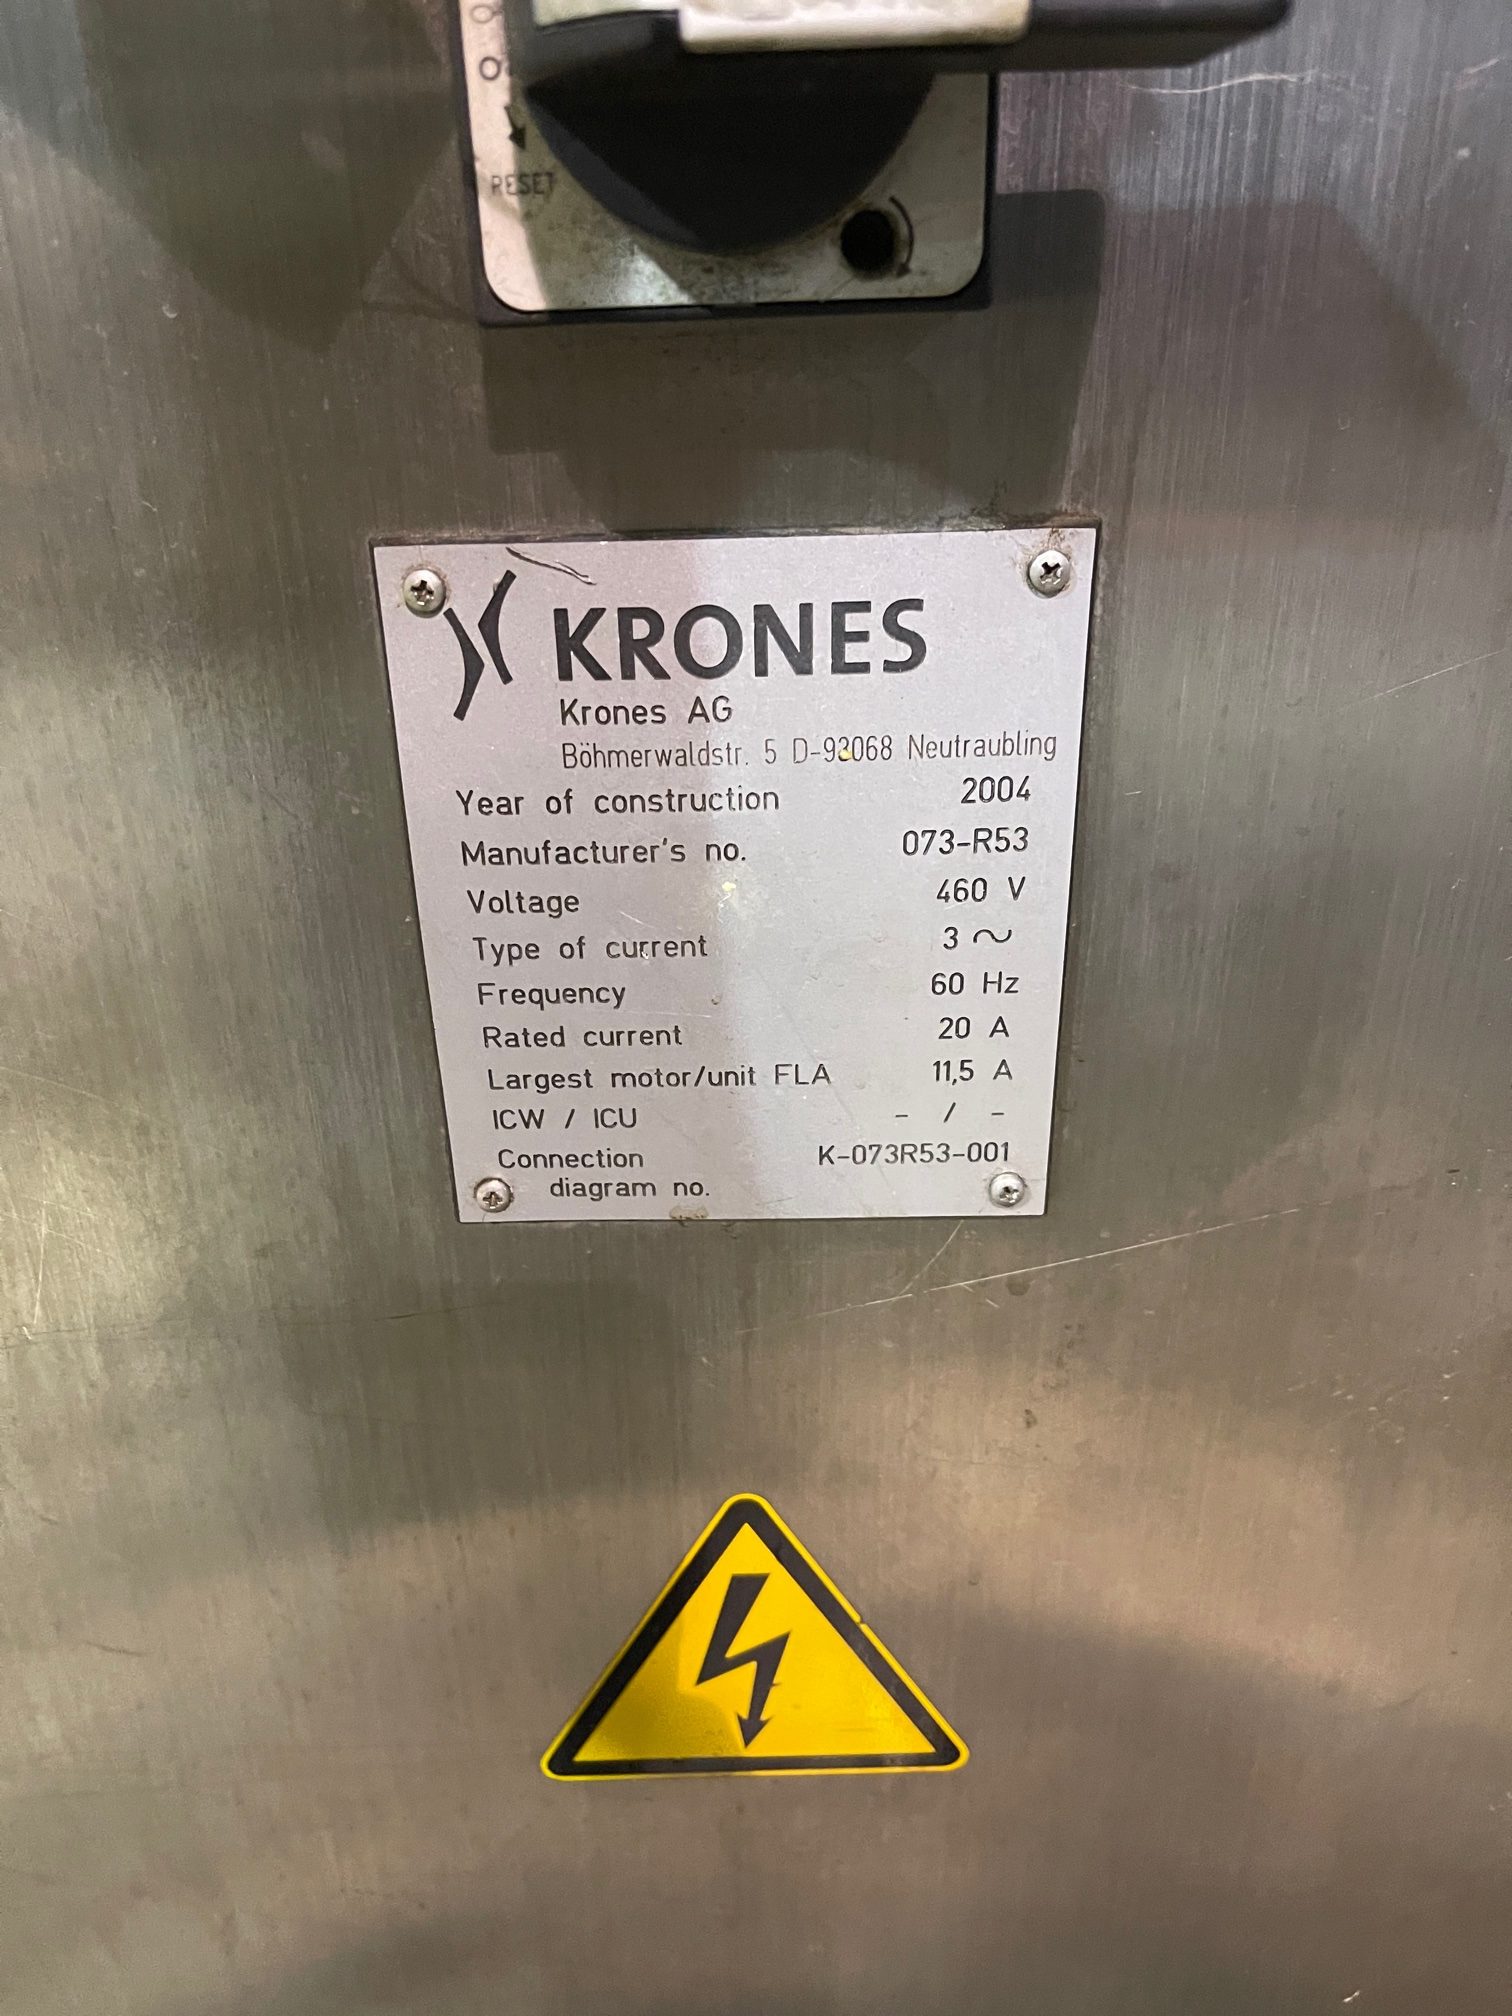 O
RESET
KRONES
Krones AG
Böhmerwaldstr. 5 D-93068 Neutraubling
Year of construction 2004
Manufacturer's no. 073-R53
Voltage 460 V
Type of current 3 ~
Frequency 60 Hz
Rated current 20 A
Largest motor/unit FLA 11,5 A
ICW / ICU - / -
Connection K-073R53-001
diagram no.